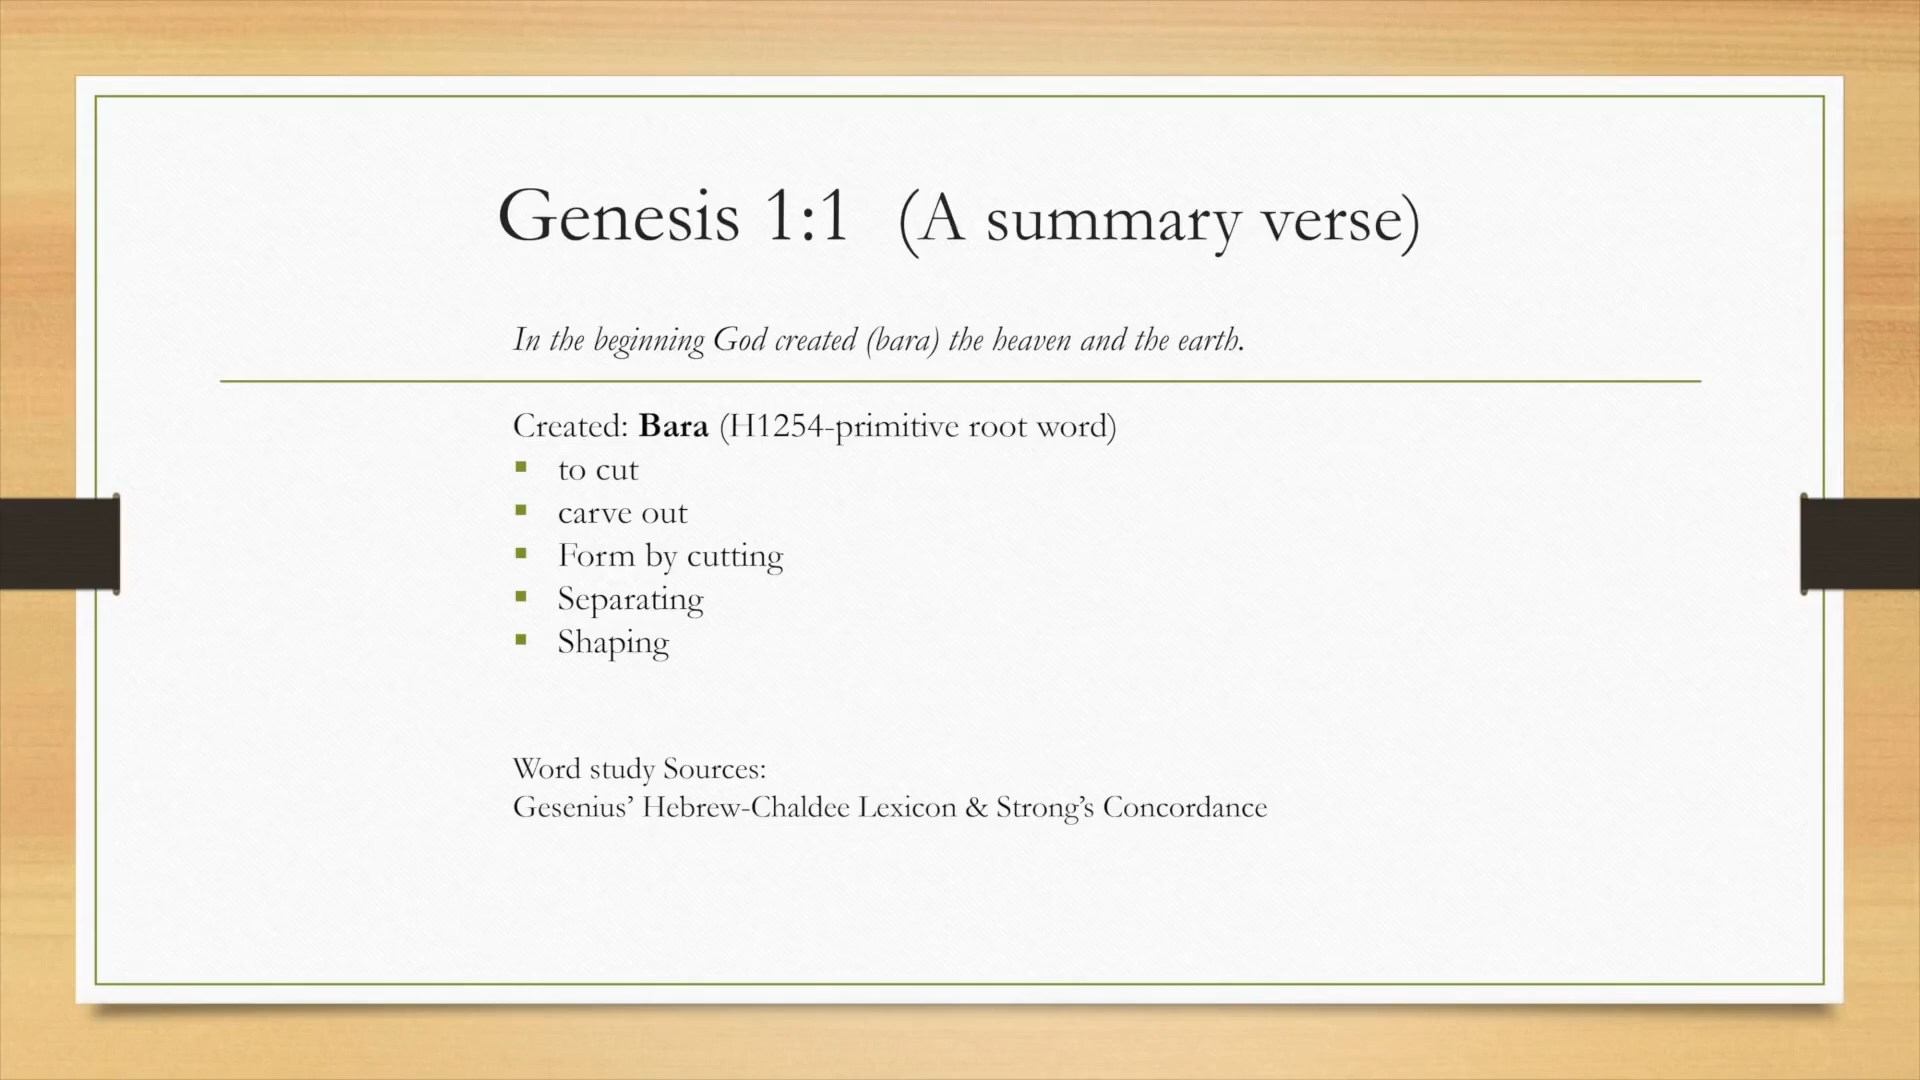 Genesis 1:1 (A summary verse)
In the beginning God created (bara) the heaven and the earth.
Created: Bara (H1254-primitive root word)
▪ to cut
▪ carve out
▪ Form by cutting
▪ Separating
▪ Shaping
Word study Sources:
Gesenius’ Hebrew-Chaldee Lexicon & Strong’s Concordance